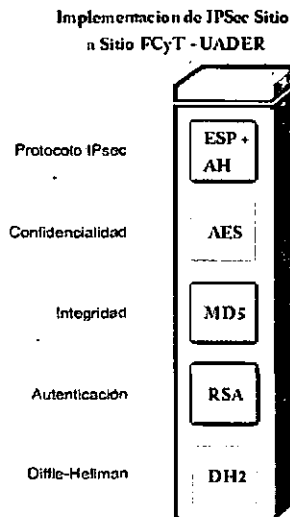 Implementacion de IPSec Sitio
a Sitio FCyT - UADER
Protocoto IPsec
ESP +
AH
Confidencialidad
AES
Integridad
MD5
Autenticación
RSA
Diffie-Hellman
DH2